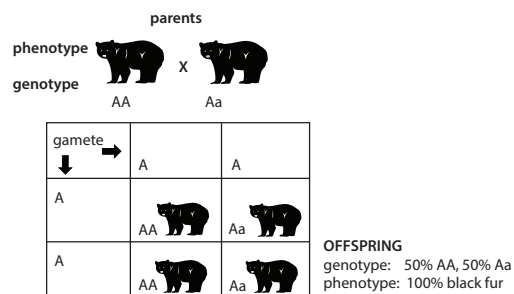 parents
phenotype
X
genotype
AA Aa
gamete
A A
A
AA Aa
A
AA Aa
OFFSPRING
genotype: 50% AA, 50% Aa
phenotype: 100% black fur